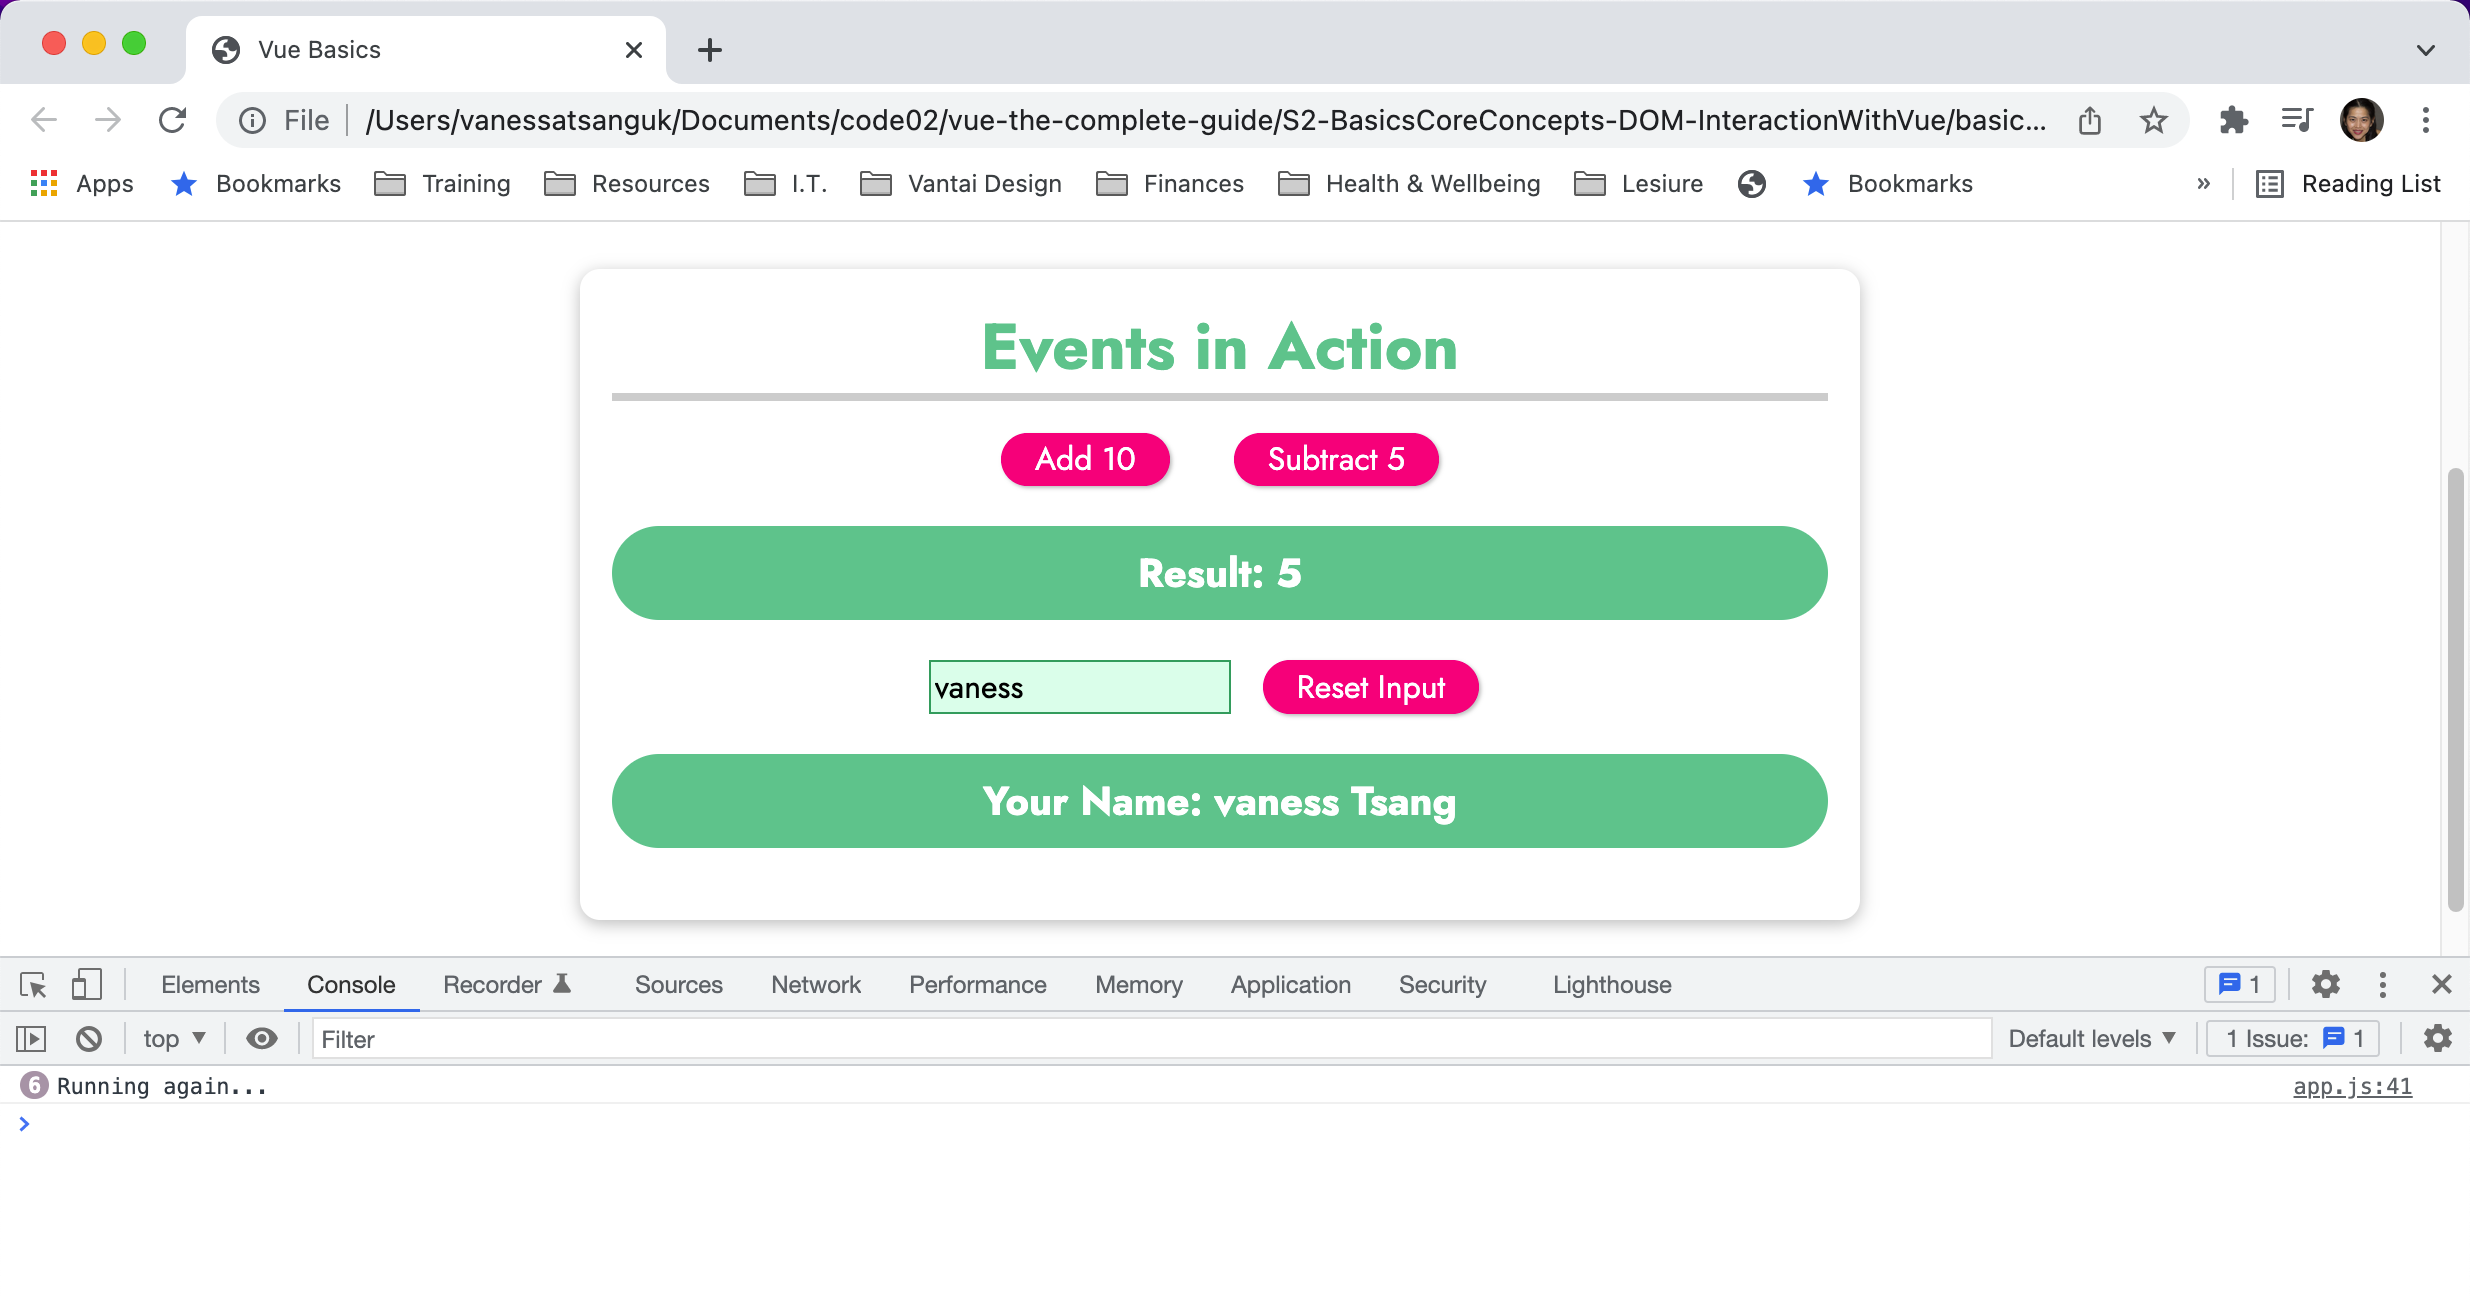 Vue Basics
File /Users/vanessatsanguk/Documents/code02/vue-the-complete-guide/S2-BasicsCoreConcepts-DOM-InteractionWithVue/basic...
Apps Bookmarks Training Resources I.T. Vantai Design Finances Health & Wellbeing Lesiure Bookmarks » Reading List
Events in Action
Add 10 Subtract 5
Result: 5
vaness Reset Input
Your Name: vaness Tsang
Elements Console Recorder Sources Network Performance Memory Application Security Lighthouse 1
top Filter Default levels 1 Issue: 1
6 Running again... app.js:41